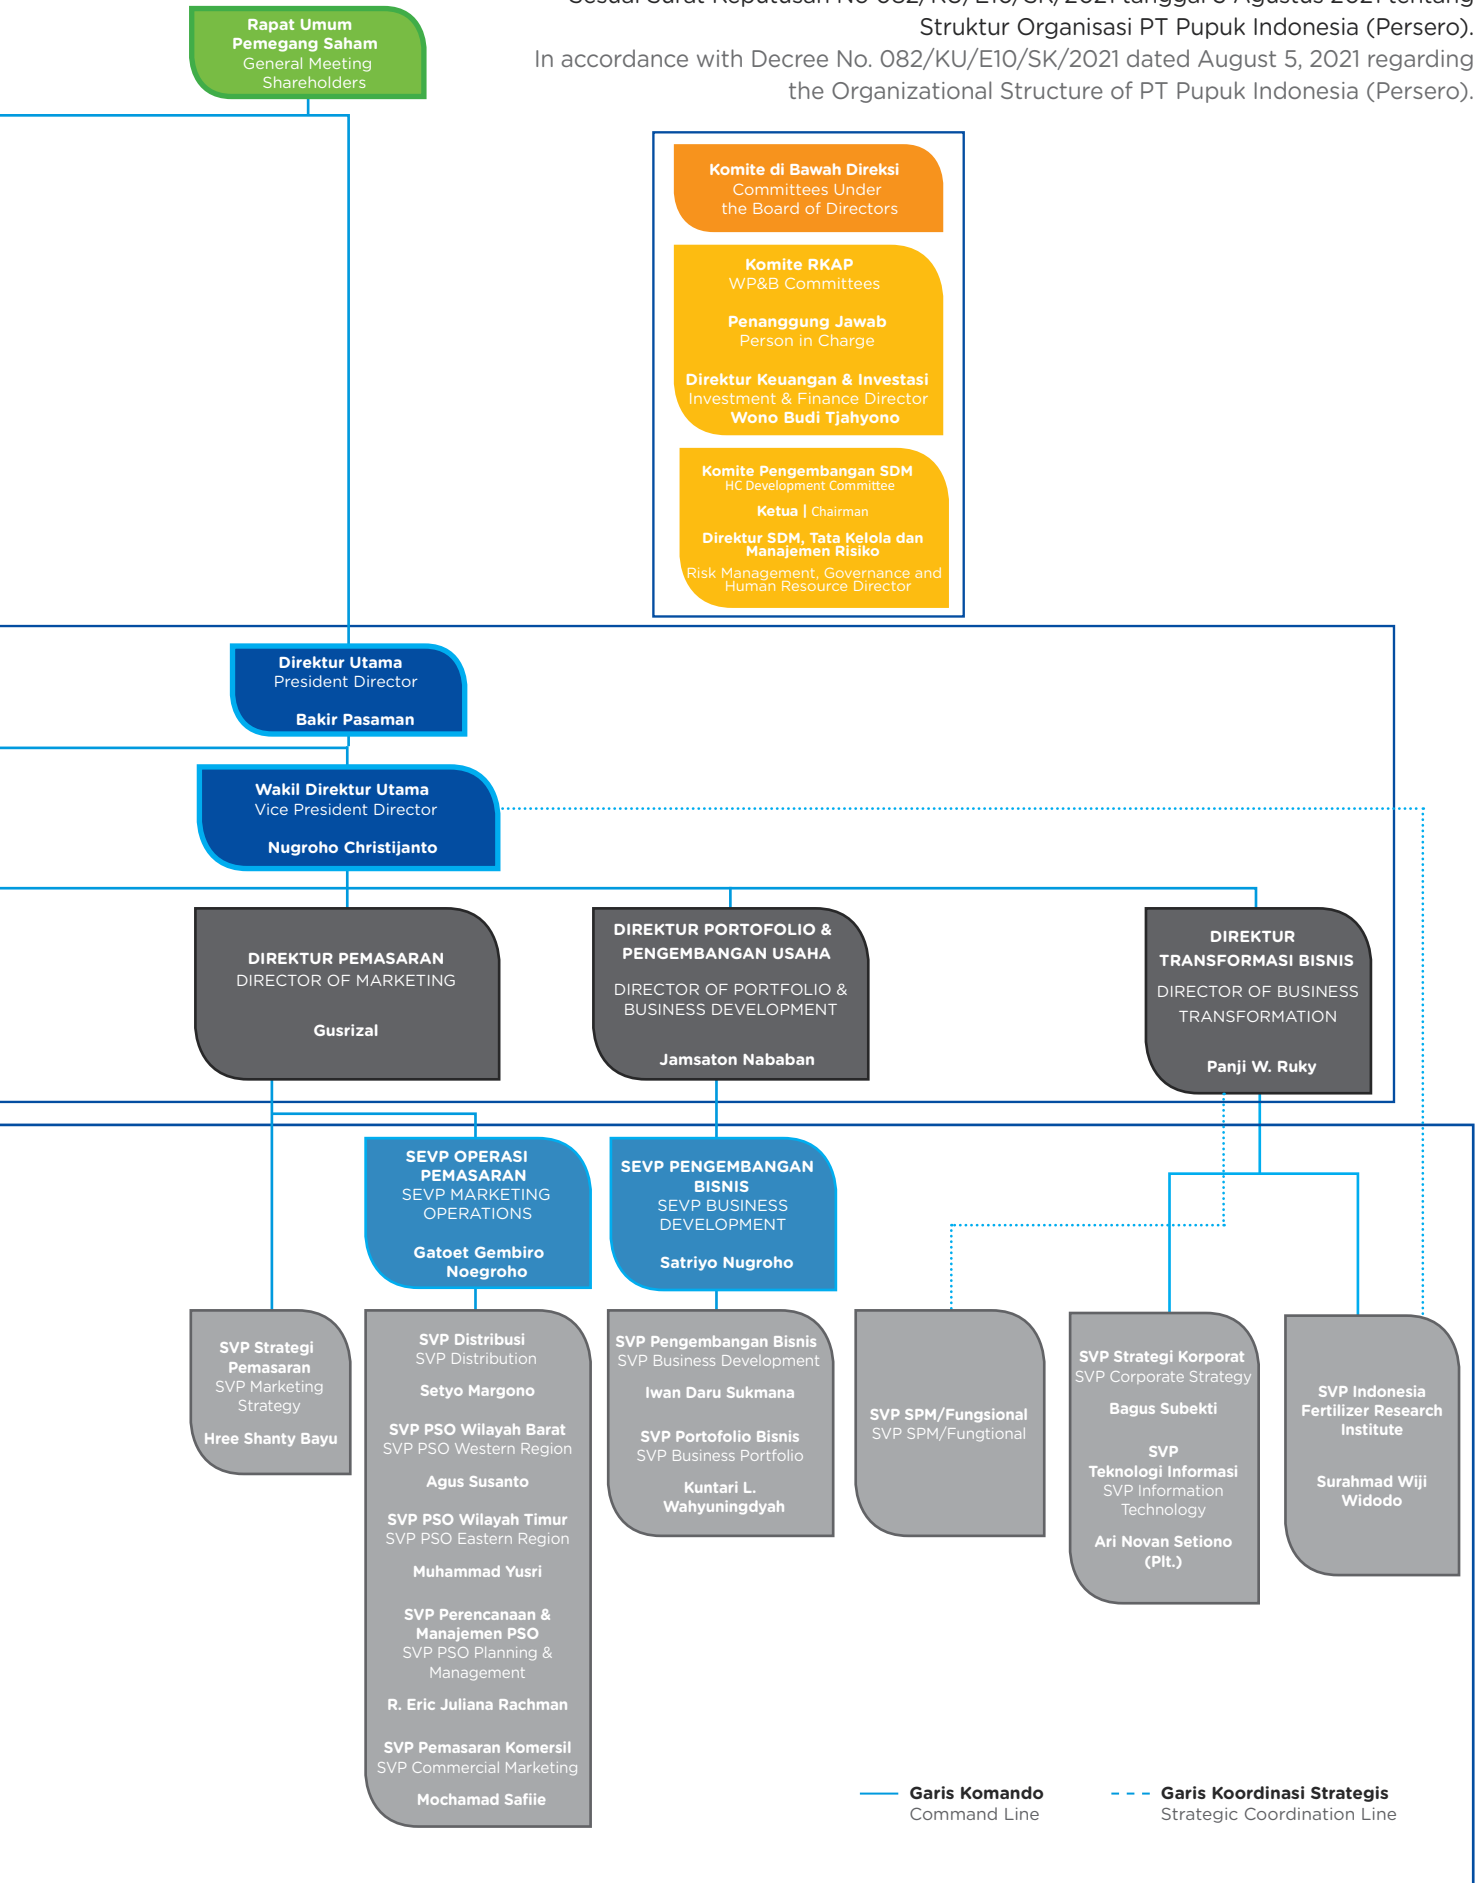 Rapat Umum
Pemegang Saham
General Meeting
Shareholders
Struktur Organisasi PT Pupuk Indonesia (Persero).
In accordance with Decree No. 082/KU/E10/SK/2021 dated August 5, 2021 regarding
the Organizational Structure of PT Pupuk Indonesia (Persero).
Komite di Bawah Direksi
Committees Under
the Board of Directors
Komite RKAP
WP&B Committees
Penanggung Jawab
Person in Charge
Direktur Keuangan & Investasi
Investment & Finance Director
Wono Budi Tjahyono
Komite Pengembangan SDM
HC Development Committee
Ketua | Chairman
Direktur SDM, Tata Kelola dan
Manajemen Risiko
Risk Management, Governance and
Human Resource Director
Direktur Utama
President Director
Bakir Pasaman
Wakil Direktur Utama
Vice President Director
Nugroho Christijanto
DIREKTUR PEMASARAN
DIRECTOR OF MARKETING
Gusrizal
DIREKTUR PORTOFOLIO &
PENGEMBANGAN USAHA
DIRECTOR OF PORTFOLIO &
BUSINESS DEVELOPMENT
Jamsaton Nababan
DIREKTUR
TRANSFORMASI BISNIS
DIRECTOR OF BUSINESS
TRANSFORMATION
Panji W. Ruky
SEVP OPERASI
PEMASARAN
SEVP MARKETING
OPERATIONS
Gatoet Gembiro
Noegroho
SEVP PENGEMBANGAN
BISNIS
SEVP BUSINESS
DEVELOPMENT
Satriyo Nugroho
SVP Strategi
Pemasaran
SVP Marketing
Strategy
Hree Shanty Bayu
SVP Distribusi
SVP Distribution
Setyo Margono
SVP PSO Wilayah Barat
SVP PSO Western Region
Agus Susanto
SVP PSO Wilayah Timur
SVP PSO Eastern Region
Muhammad Yusri
SVP Perencanaan &
Manajemen PSO
SVP PSO Planning &
Management
R. Eric Juliana Rachman
SVP Pemasaran Komersil
SVP Commercial Marketing
Mochamad Safiie
SVP Pengembangan Bisnis
SVP Business Development
Iwan Daru Sukmana
SVP Portofolio Bisnis
SVP Business Portfolio
Kuntari L.
Wahyuningdyah
SVP SPM/Fungsional
SVP SPM/Fungtional
SVP Strategi Korporat
SVP Corporate Strategy
Bagus Subekti
SVP
Teknologi Informasi
SVP Information
Technology
Ari Novan Setiono
(Plt.)
SVP Indonesia
Fertilizer Research
Institute
Surahmad Wiji
Widodo
Garis Komando
Command Line
Garis Koordinasi Strategis
Strategic Coordination Line